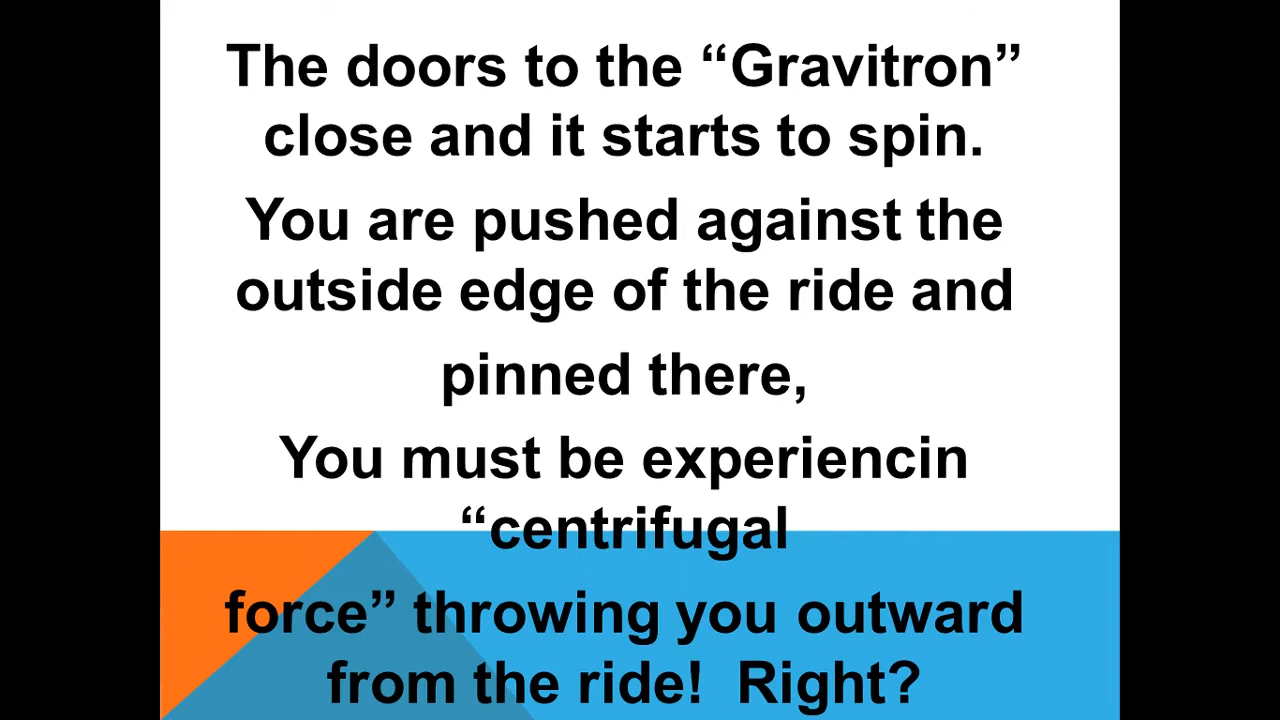 The doors to the “Gravitron”
close and it starts to spin.
You are pushed against the
outside edge of the ride and
pinned there,
You must be experiencin
“centrifugal
force” throwing you outward
from the ride!  Right?